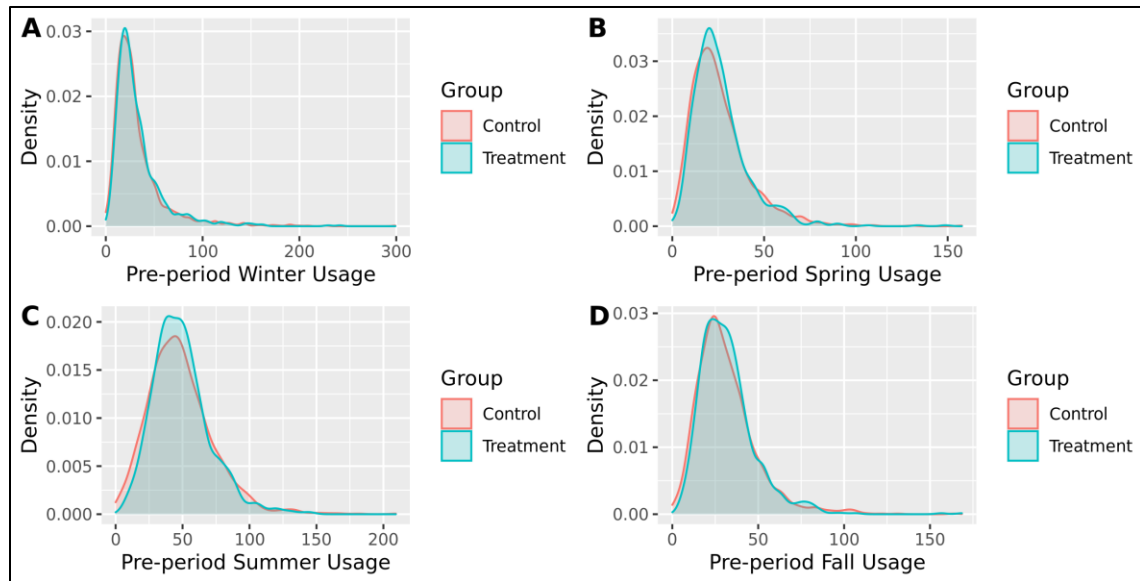 A
0.03
0.02
0.01
0.00
Density
0
100
200
300
Pre-period Winter Usage
Group
Control
Treatment
B
0.03
0.02
0.01
0.00
Density
0
50
100
150
Pre-period Spring Usage
Group
Control
Treatment
C
0.020
0.015
0.010
0.005
0.000
Density
0
50
100
150
200
Pre-period Summer Usage
Group
Control
Treatment
D
0.03
0.02
0.01
0.00
Density
0
50
100
150
Pre-period Fall Usage
Group
Control
Treatment